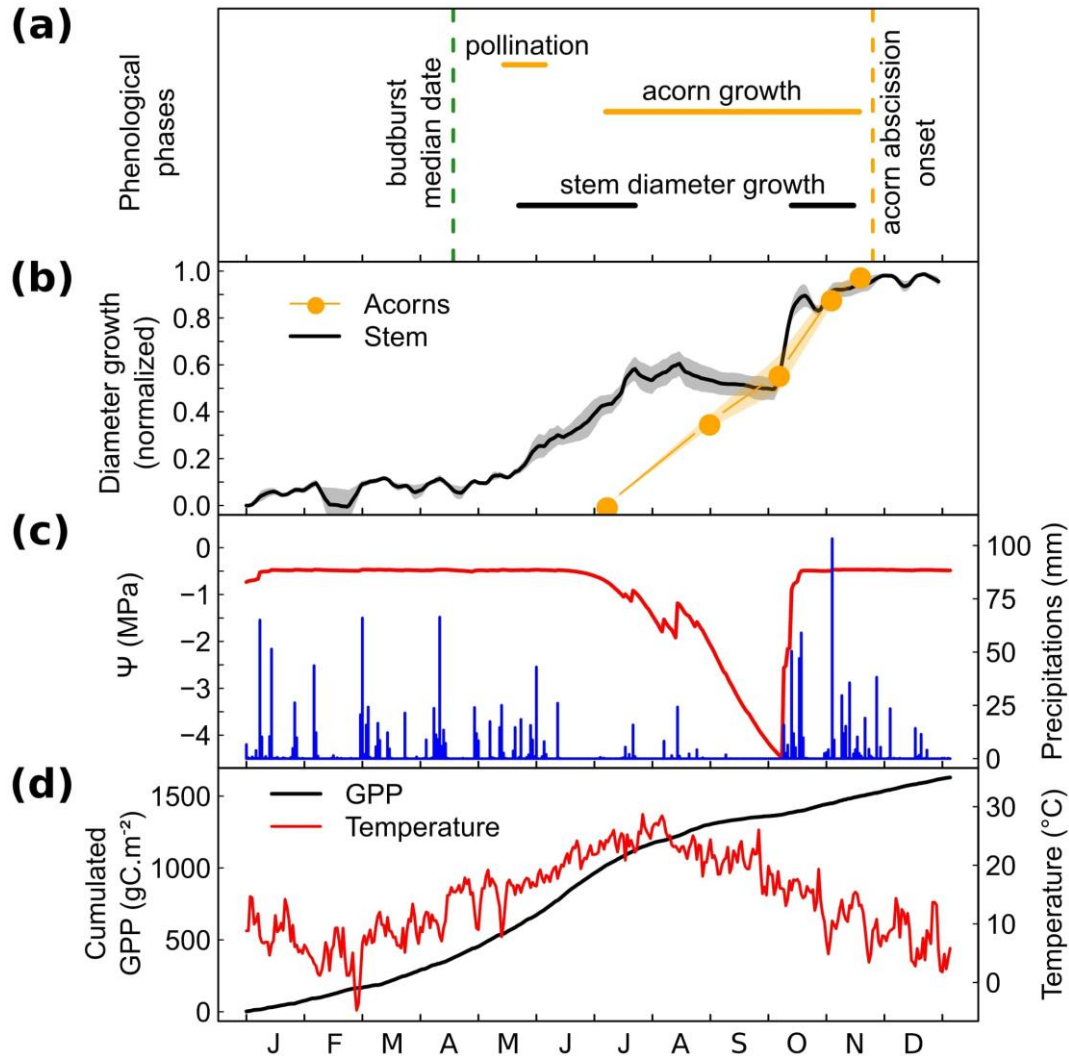 (a)
Phenological
phases
budburst
median date
pollination
acorn growth
stem diameter growth
acorn abscission
onset
(b)
Diameter growth
(normalized)
1.0
0.8
0.6
0.4
0.2
0.0
Acorns
Stem
(c)
Ψ (MPa)
0
−1
−2
−3
−4
Precipitations (mm)
100
75
50
25
0
(d)
Cumulated
GPP (gC.m⁻²)
1500
1000
500
0
GPP
Temperature
Temperature (°C)
30
20
10
0
J F M A M J J A S O N D